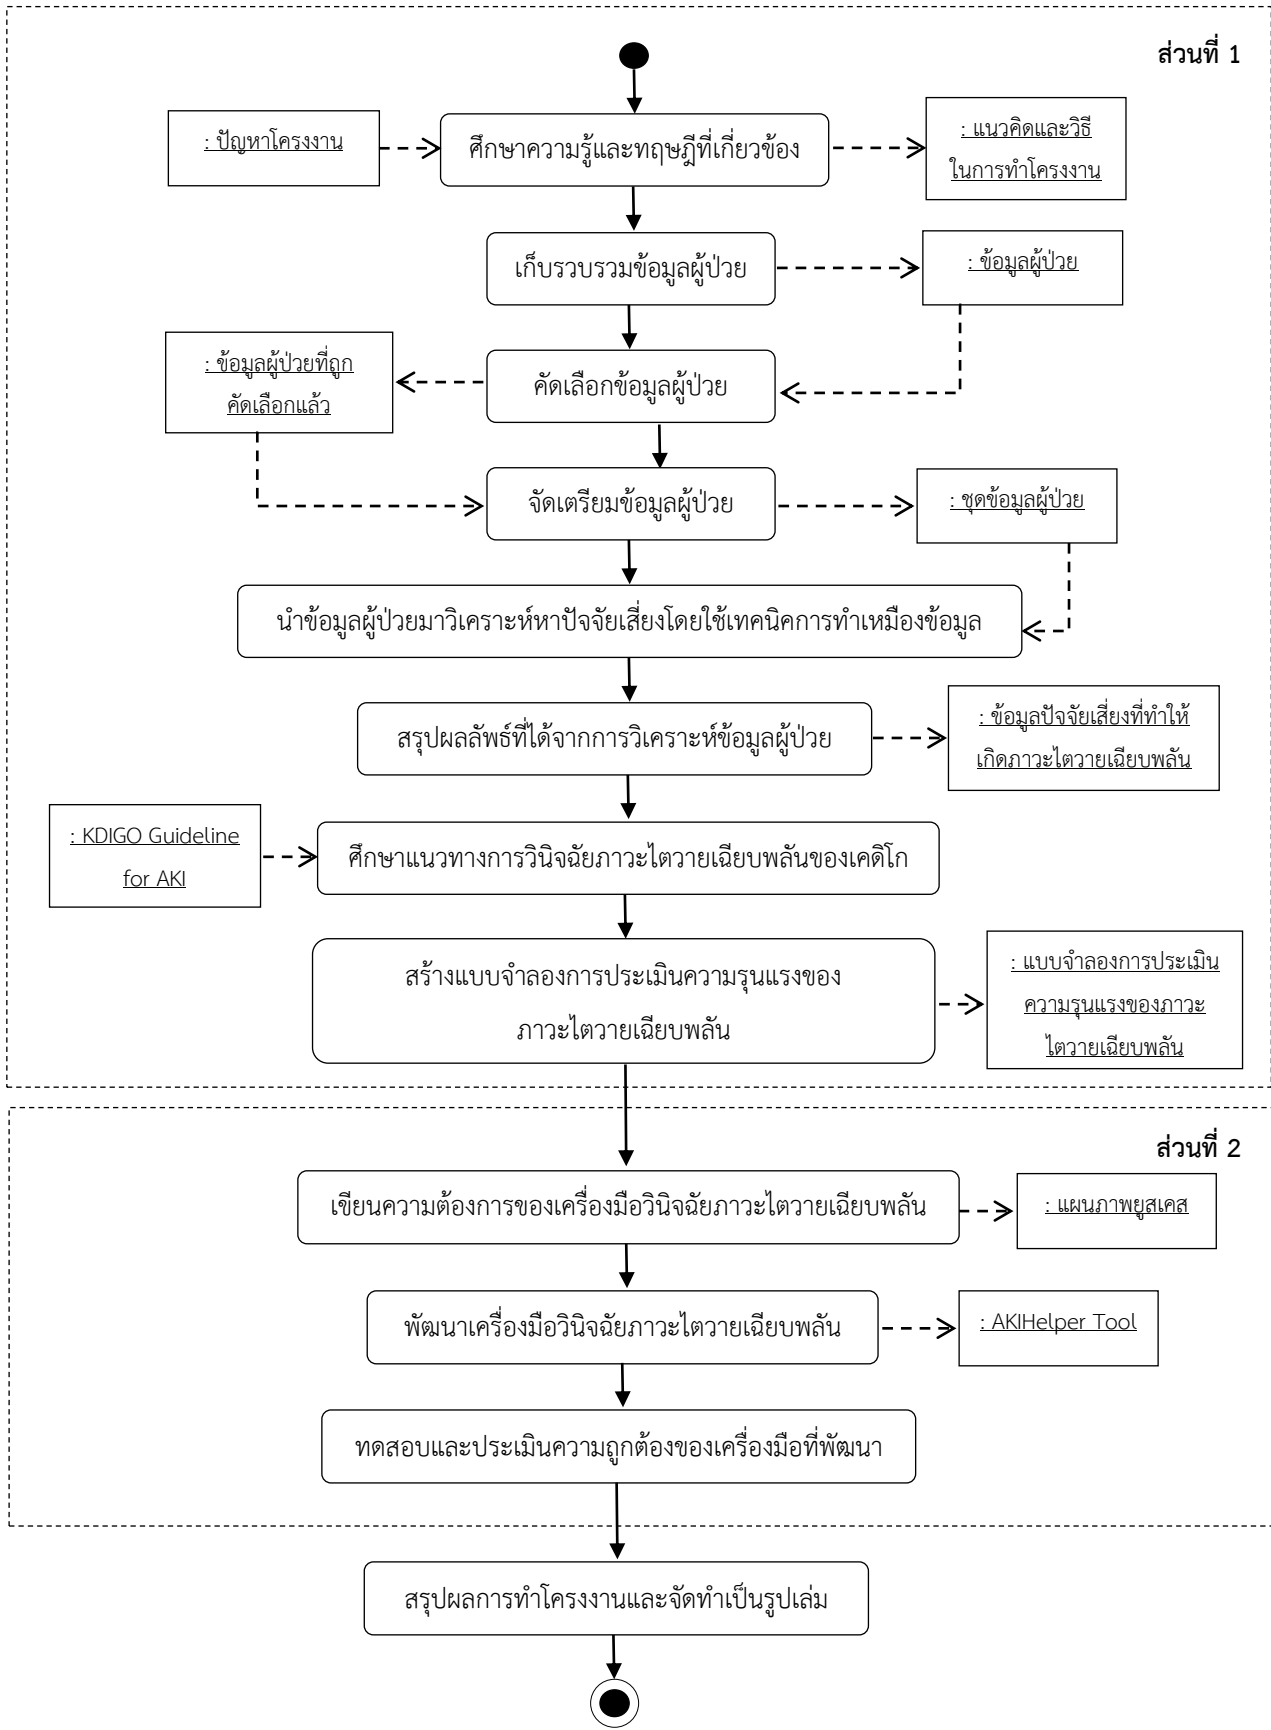 ส่วนที่ 1
: ปัญหาโครงงาน
ศึกษาความรู้และทฤษฎีที่เกี่ยวข้อง
: แนวคิดและวิธี
ในการทำโครงงาน
เก็บรวบรวมข้อมูลผู้ป่วย
: ข้อมูลผู้ป่วย
: ข้อมูลผู้ป่วยที่ถูก
คัดเลือกแล้ว
คัดเลือกข้อมูลผู้ป่วย
จัดเตรียมข้อมูลผู้ป่วย
: ชุดข้อมูลผู้ป่วย
นำข้อมูลผู้ป่วยมาวิเคราะห์หาปัจจัยเสี่ยงโดยใช้เทคนิคการทำเหมืองข้อมูล
สรุปผลลัพธ์ที่ได้จากการวิเคราะห์ข้อมูลผู้ป่วย
: ข้อมูลปัจจัยเสี่ยงที่ทำให้
เกิดภาวะไตวายเฉียบพลัน
: KDIGO Guideline
for AKI
ศึกษาแนวทางการวินิจฉัยภาวะไตวายเฉียบพลันของเคดิโก
สร้างแบบจำลองการประเมินความรุนแรงของ
ภาวะไตวายเฉียบพลัน
: แบบจำลองการประเมิน
ความรุนแรงของภาวะ
ไตวายเฉียบพลัน
ส่วนที่ 2
เขียนความต้องการของเครื่องมือวินิจฉัยภาวะไตวายเฉียบพลัน
: แผนภาพยูสเคส
พัฒนาเครื่องมือวินิจฉัยภาวะไตวายเฉียบพลัน
: AKIHelper Tool
ทดสอบและประเมินความถูกต้องของเครื่องมือที่พัฒนา
สรุปผลการทำโครงงานและจัดทำเป็นรูปเล่ม